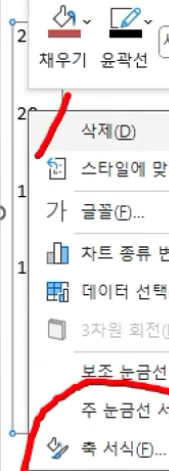 채우기 윤곽선
삭제(D)
스타일에 맞
가 글꼴(F)...
차트 종류 변
데이터 선택(
3차원 회전(
보조 눈금선
주 눈금선 서
축 서식(F)...